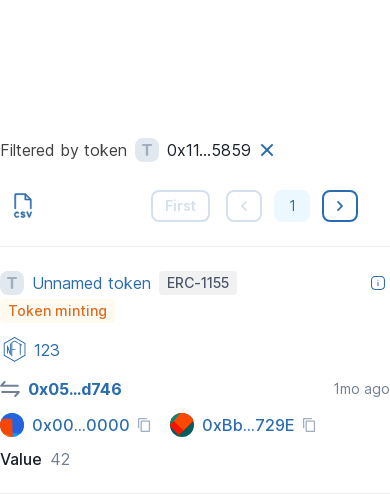 Filtered by token T 0x11...5859
CSV
First 1
T Unnamed token ERC-1155
Token minting
NFT 123
0x05...d746 1mo ago
0x00...0000 0xBb...729E
Value 42